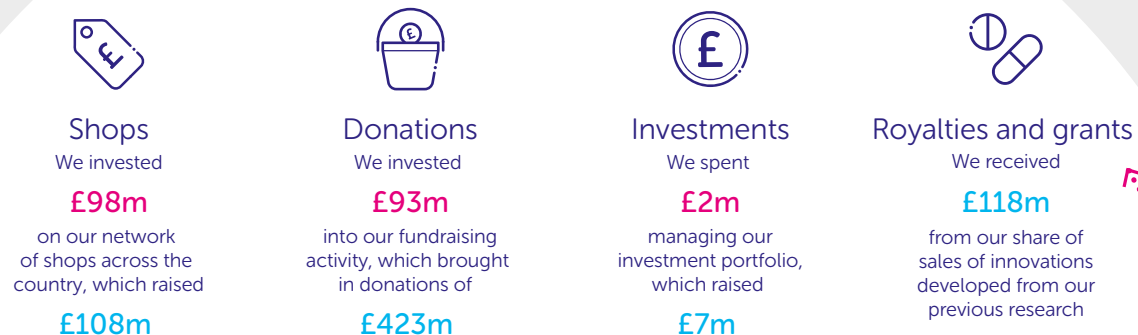 £
£
£
Shops
We invested
£98m
on our network
of shops across the
country, which raised
£108m
Donations
We invested
£93m
into our fundraising
activity, which brought
in donations of
£423m
Investments
We spent
£2m
managing our
investment portfolio,
which raised
£7m
Royalties and grants
We received
£118m
from our share of
sales of innovations
developed from our
previous research